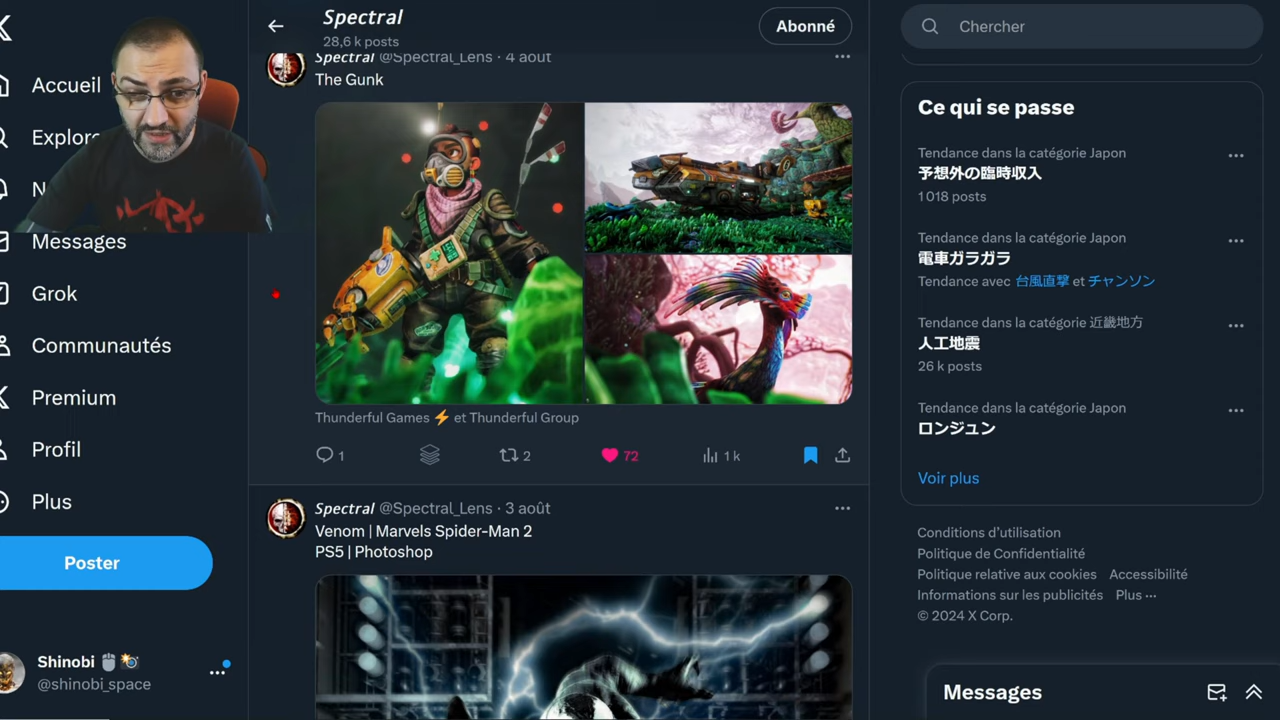 Spectral
28,6 k posts
Abonné
Chercher
Accueil
Explore
N
Messages
Grok
Communautés
Premium
Profil
Plus
Poster
Shinobi
@shinobi_space
Spectral @Spectral_Lens · 4 août
The Gunk
Thunderful Games ⚡ et Thunderful Group
1
2
72
1 k
Spectral @Spectral_Lens · 3 août
Venom | Marvels Spider-Man 2
PS5 | Photoshop
Ce qui se passe
Tendance dans la catégorie Japon
予想外の臨時収入
1 018 posts
Tendance dans la catégorie Japon
電車ガラガラ
Tendance avec 台風直撃 et チャンソン
Tendance dans la catégorie 近畿地方
人工地震
26 k posts
Tendance dans la catégorie Japon
ロンジュン
Voir plus
Conditions d’utilisation
Politique de Confidentialité
Politique relative aux cookies Accessibilité
Informations sur les publicités Plus ···
© 2024 X Corp.
Messages